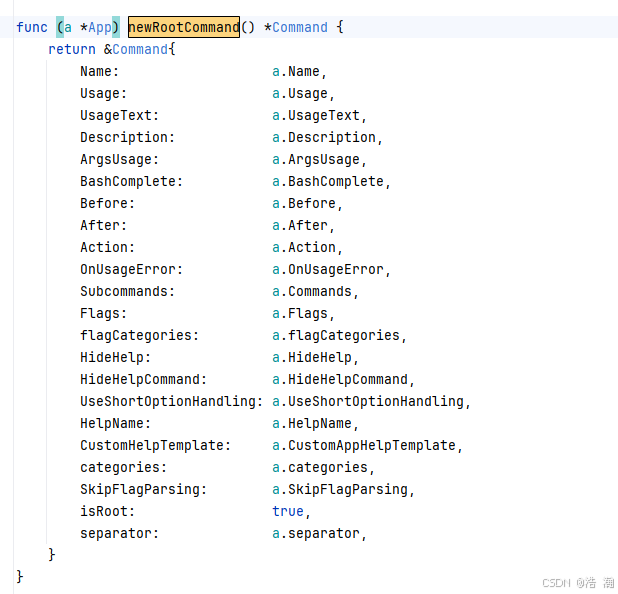 func (a *App) newRootCommand() *Command {
    return &Command{
        Name:                   a.Name,
        Usage:                  a.Usage,
        UsageText:              a.UsageText,
        Description:            a.Description,
        ArgsUsage:              a.ArgsUsage,
        BashComplete:           a.BashComplete,
        Before:                 a.Before,
        After:                  a.After,
        Action:                 a.Action,
        OnUsageError:           a.OnUsageError,
        Subcommands:            a.Commands,
        Flags:                  a.Flags,
        flagCategories:         a.flagCategories,
        HideHelp:               a.HideHelp,
        HideHelpCommand:        a.HideHelpCommand,
        UseShortOptionHandling: a.UseShortOptionHandling,
        HelpName:               a.HelpName,
        CustomHelpTemplate:     a.CustomAppHelpTemplate,
        categories:             a.categories,
        SkipFlagParsing:        a.SkipFlagParsing,
        isRoot:                 true,
        separator:              a.separator,
    }
}
CSDN @浩 瀚